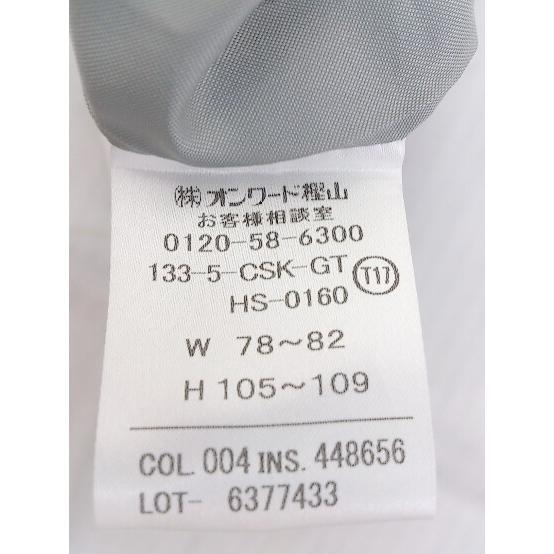 (株)オンワード樫山
お客様相談室
0120-58-6300
133-5-CSK-GT T17
HS-0160
W 78～82
H 105～109
COL. 004 INS. 448656
LOT- 6377433